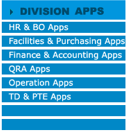 DIVISION APPS
HR & BO Apps
Facilities & Purchasing Apps
Finance & Accounting Apps
QRA Apps
Operation Apps
TD & PTE Apps